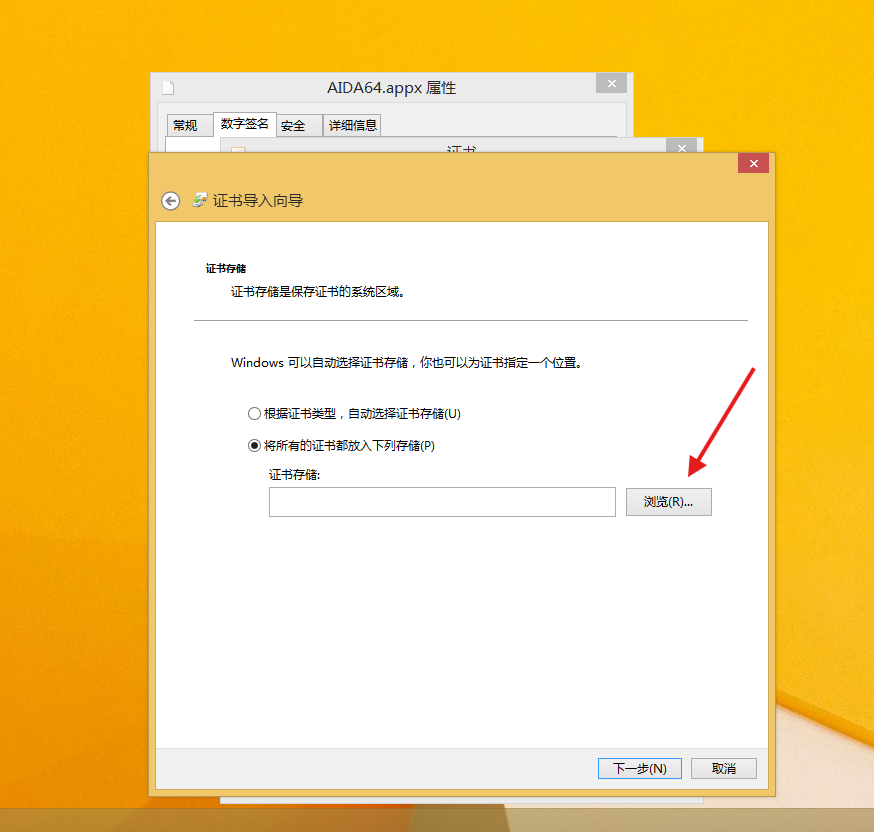 AIDA64.appx 属性
常规 数字签名 安全 详细信息
证书
证书导入向导
证书存储
证书存储是保存证书的系统区域。
Windows 可以自动选择证书存储，你也可以为证书指定一个位置。
根据证书类型，自动选择证书存储(U)
将所有的证书都放入下列存储(P)
证书存储:
浏览(R)...
下一步(N) 取消